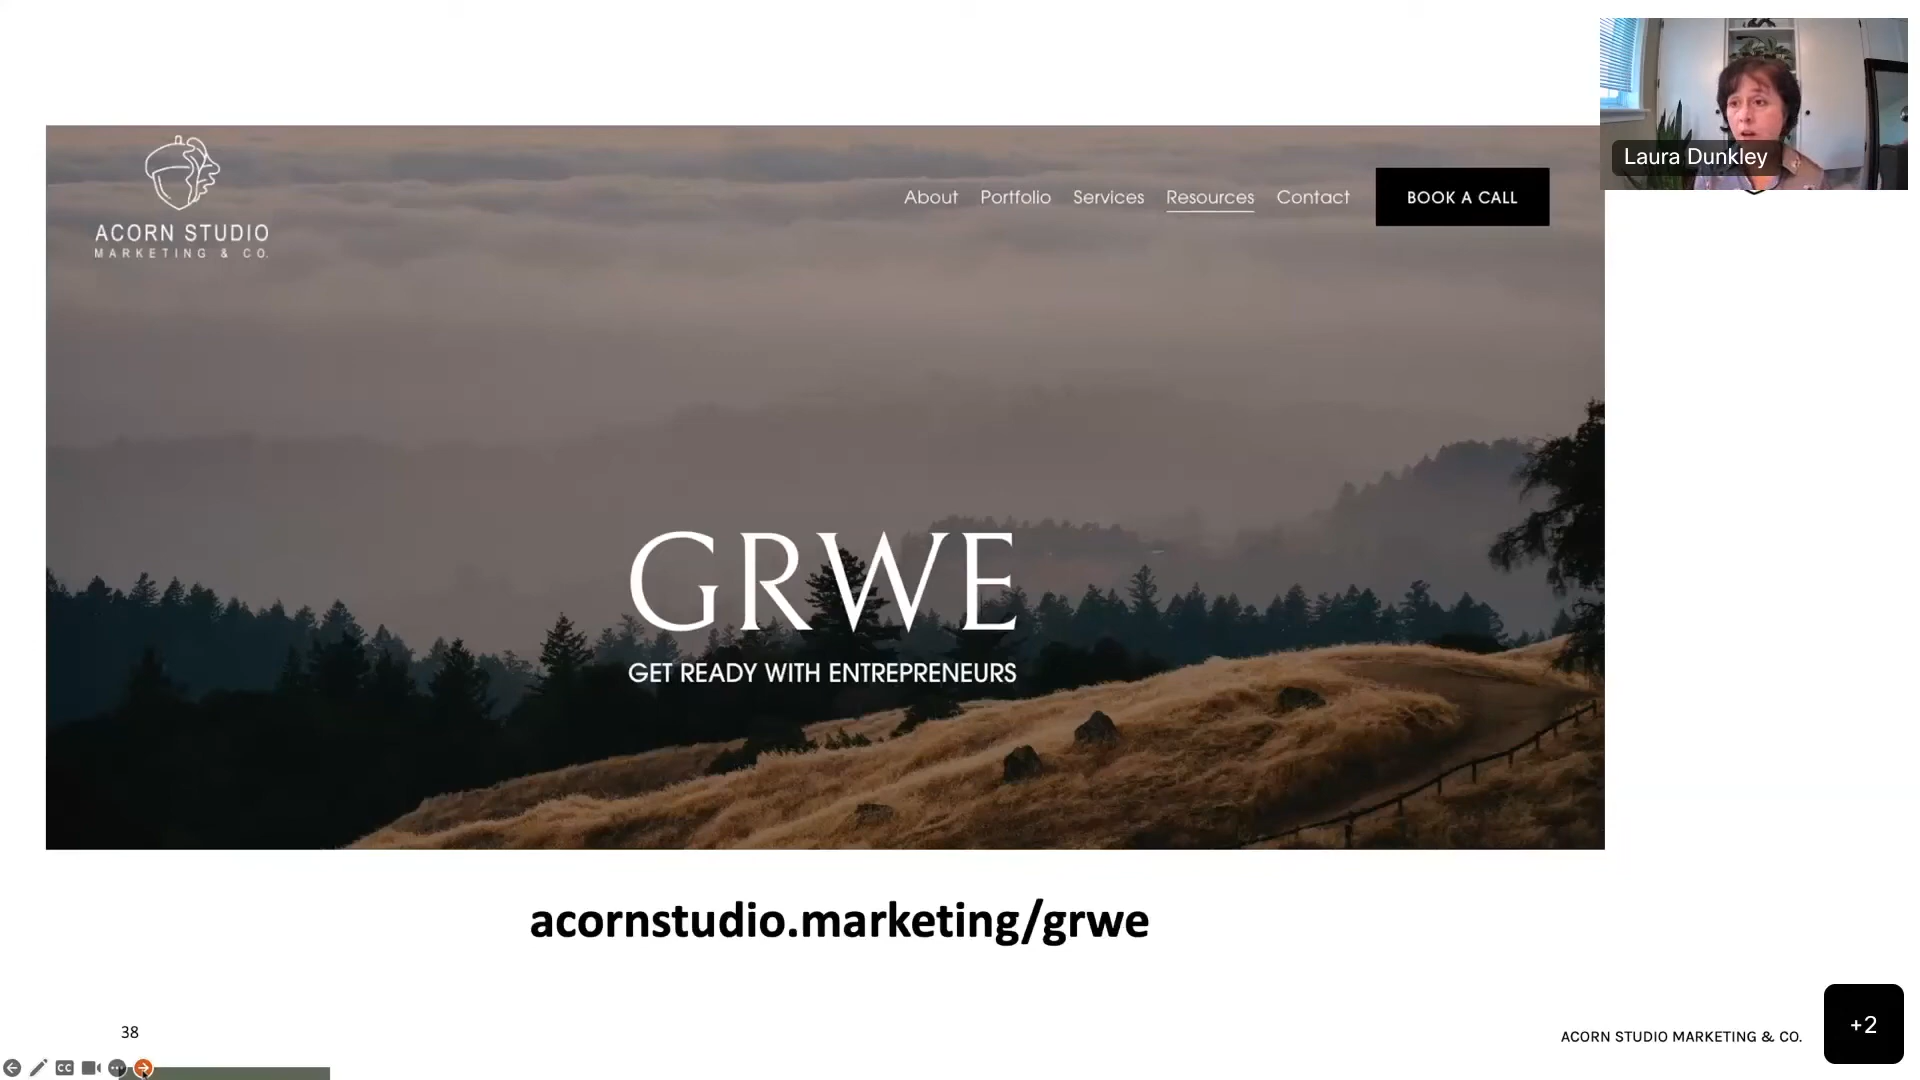 Laura Dunkley
ACORN STUDIO
MARKETING & CO.
About Portfolio Services Resources Contact BOOK A CALL
GRWE
GET READY WITH ENTREPRENEURS
acornstudio.marketing/grwe
38
ACORN STUDIO MARKETING & CO.
+2
CC